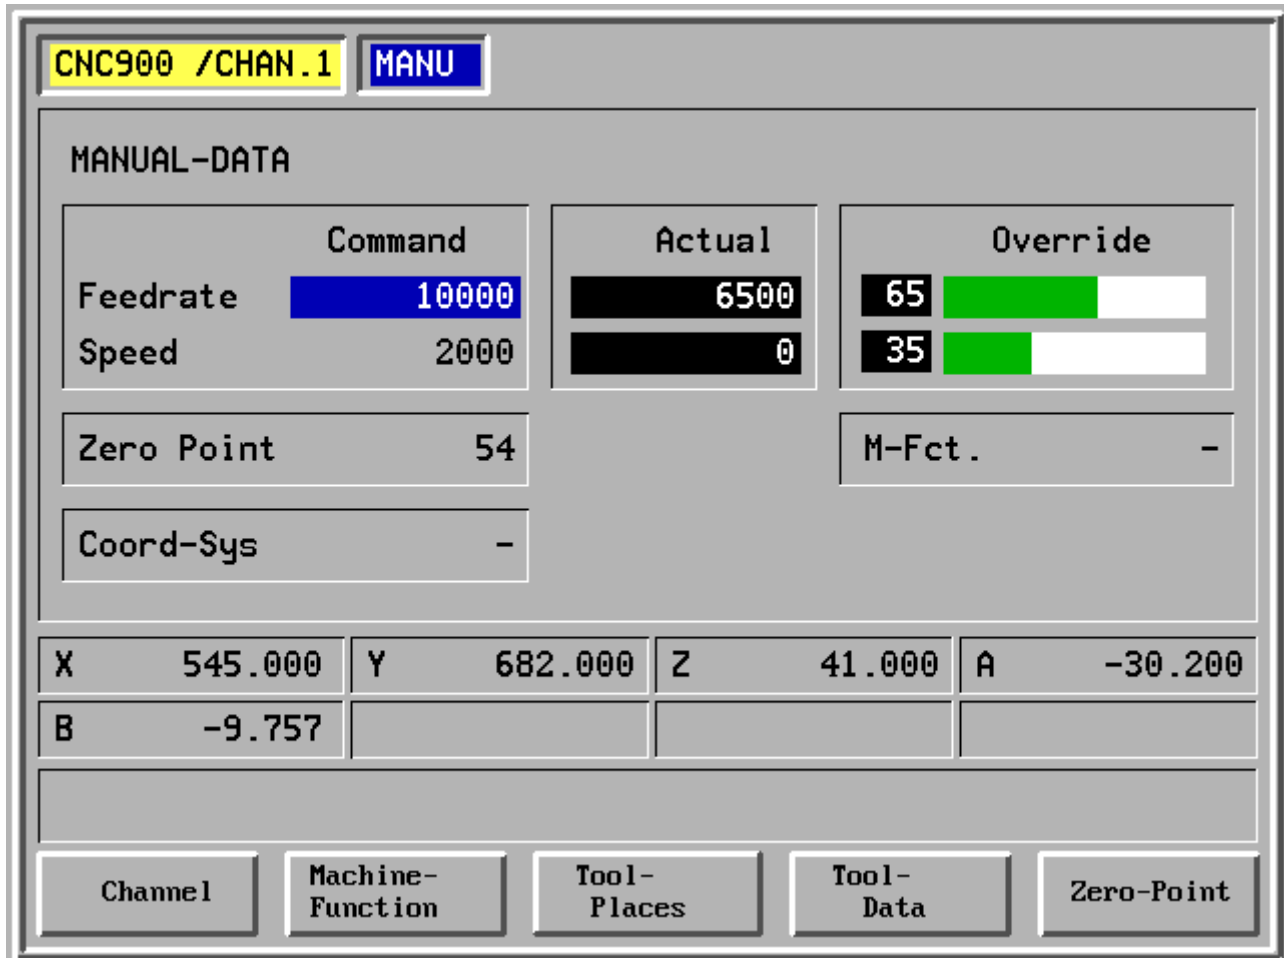 CNC900 /CHAN.1 MANU
MANUAL-DATA
Command Actual Override
Feedrate 10000 6500 65
Speed 2000 0 35
Zero Point 54 M-Fct. -
Coord-Sys -
X 545.000 Y 682.000 Z 41.000 A -30.200
B -9.757
Channel
Machine-
Function
Tool-
Places
Tool-
Data
Zero-Point